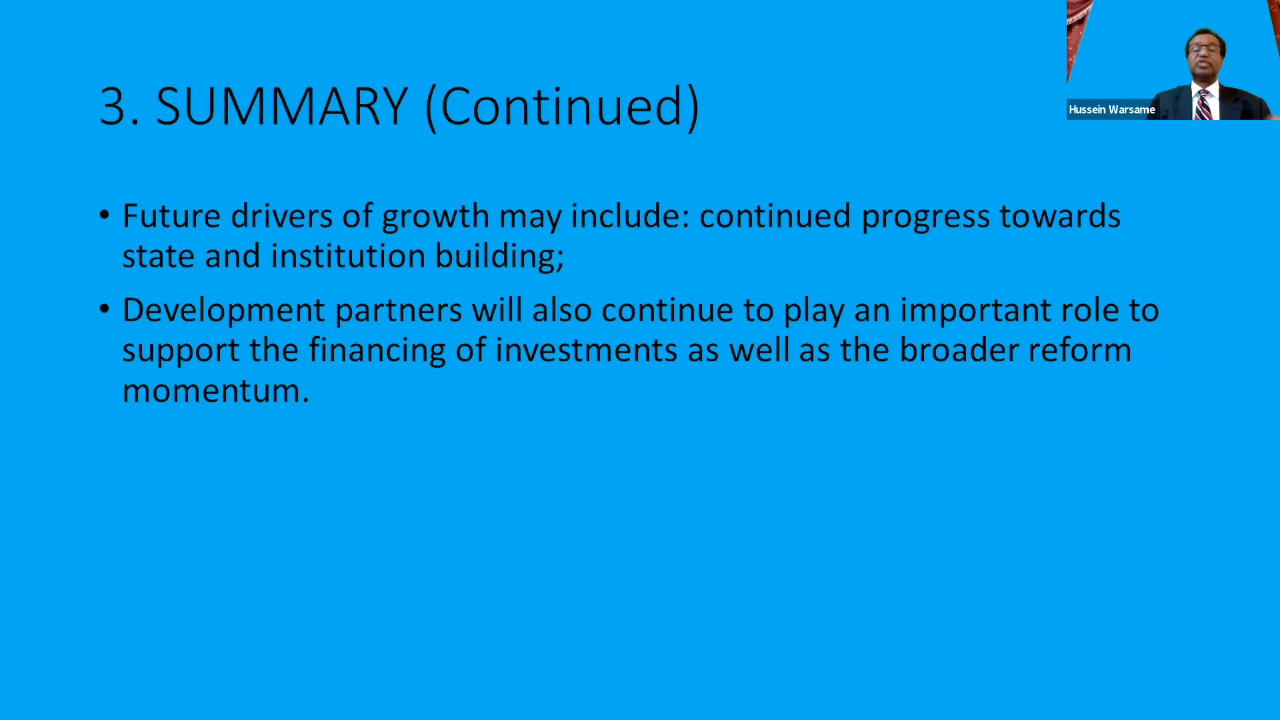 Hussein Warsame
3. SUMMARY (Continued)
• Future drivers of growth may include: continued progress towards
state and institution building;
• Development partners will also continue to play an important role to
support the financing of investments as well as the broader reform
momentum.